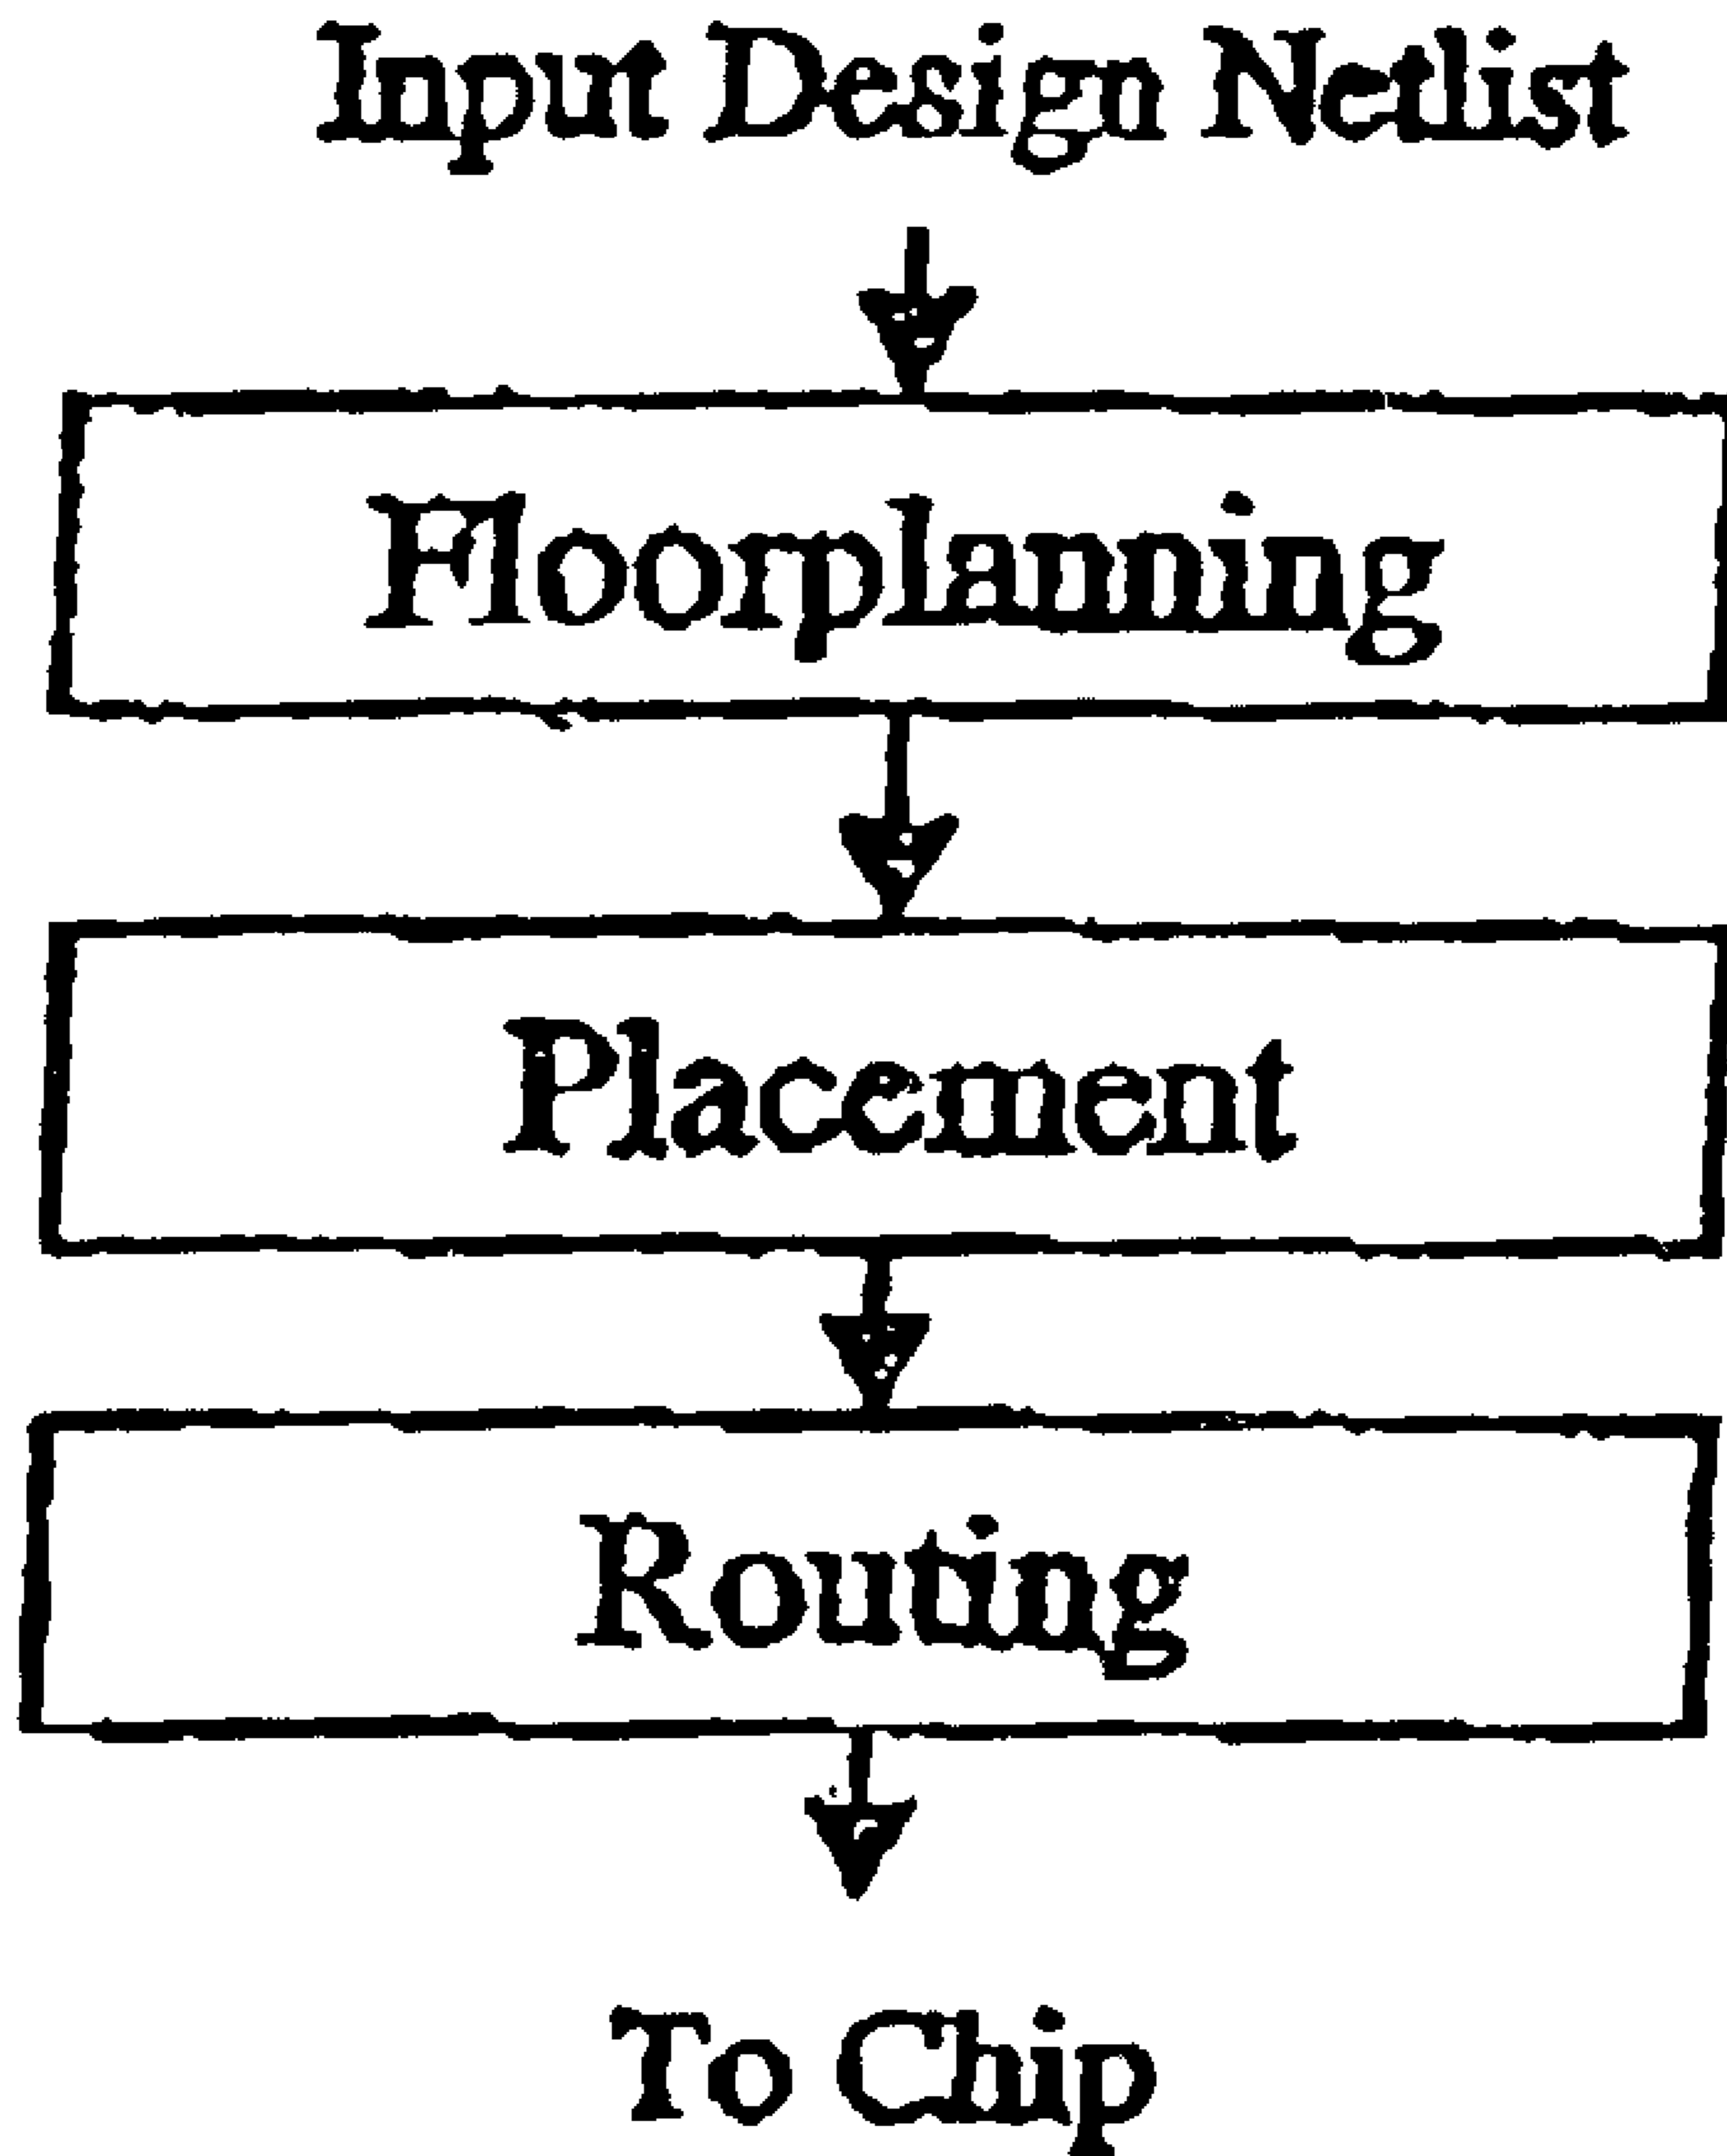 Input Design Netlist
Floorplanning
Placement
Routing
To Chip